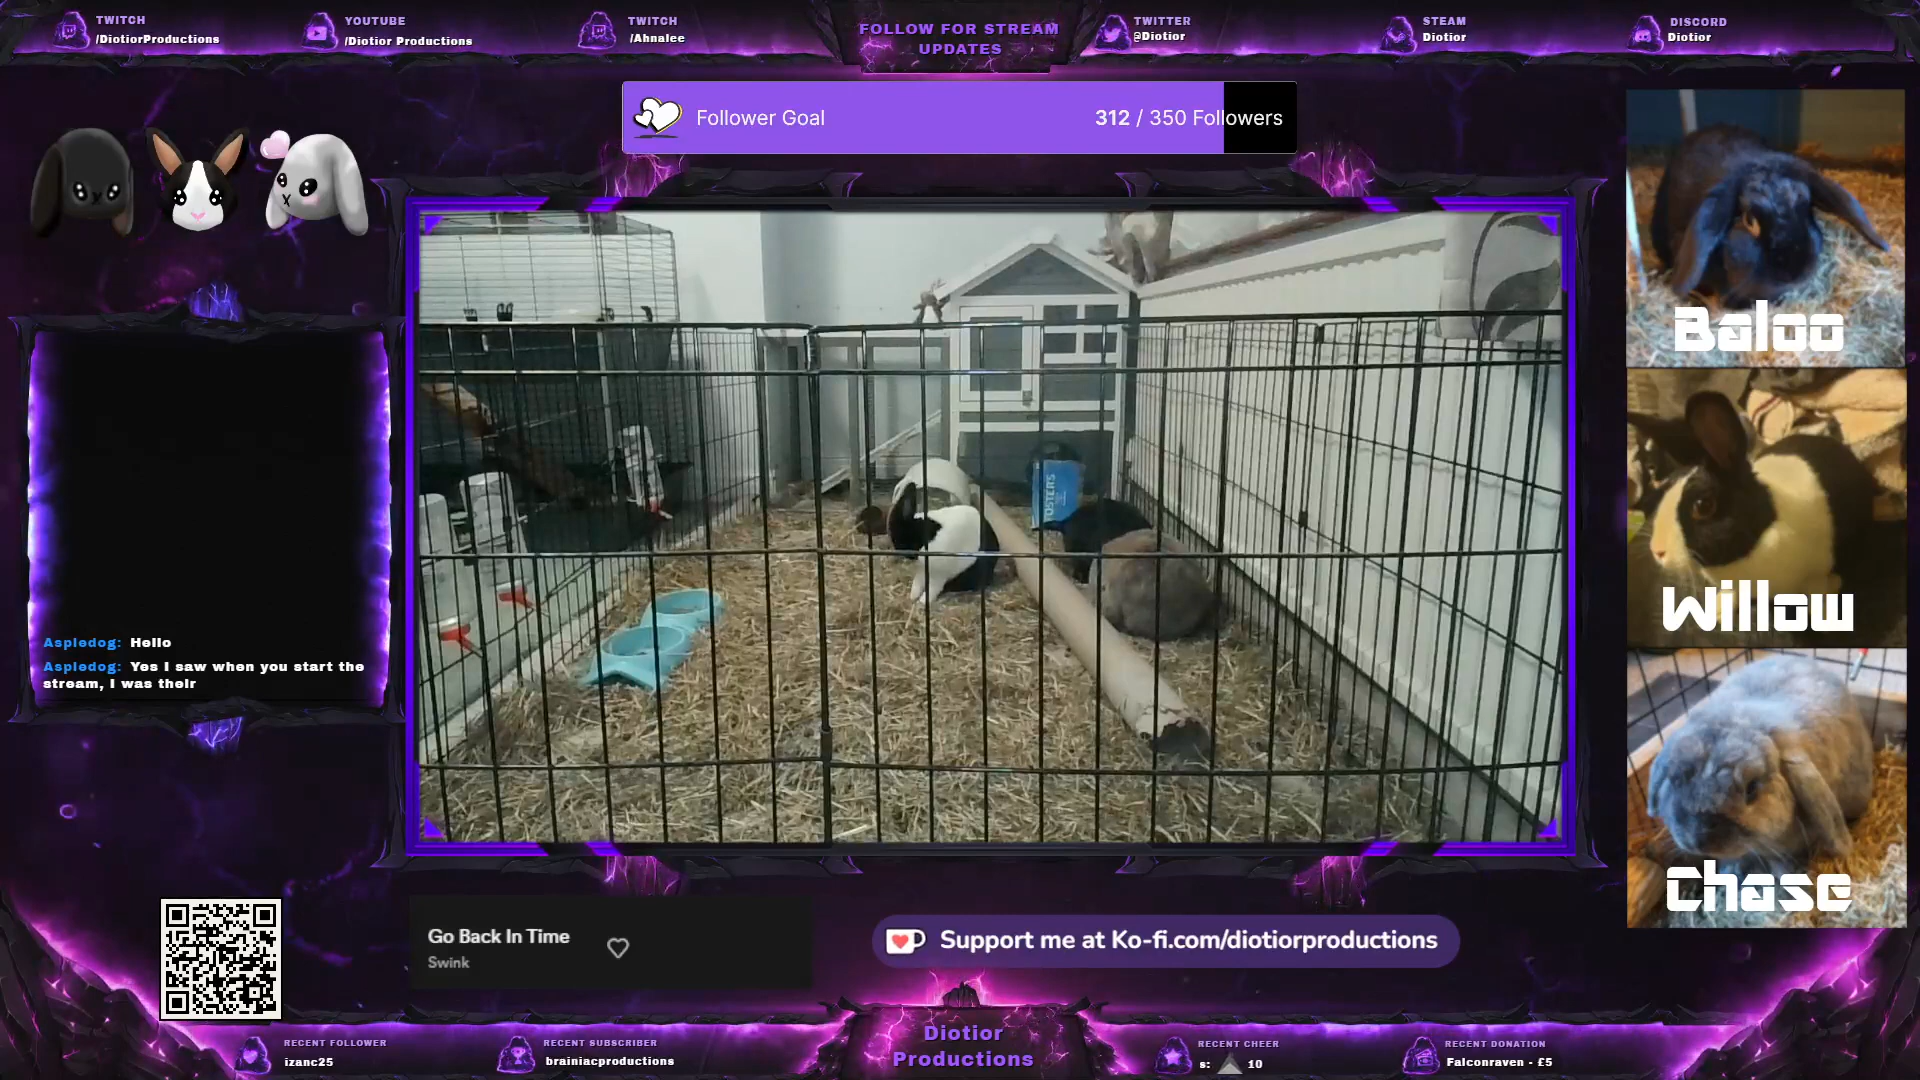 TWITCH
/DiotiorProductions
YOUTUBE
/Diotior Productions
TWITCH
/Ahnalee
FOLLOW FOR STREAM
UPDATES
TWITTER
@Diotior
STEAM
Diotior
DISCORD
Diotior
Follower Goal
312 / 350 Followers
Baloo
Willow
Chase
Aspledog: Hello
Aspledog: Yes I saw when you start the
stream, I was their
Go Back In Time
Swink
Support me at Ko-fi.com/diotiorproductions
RECENT FOLLOWER
izanc25
RECENT SUBSCRIBER
brainiacproductions
Diotior
Productions
RECENT CHEER
s: 10
RECENT DONATION
Falconraven - £5